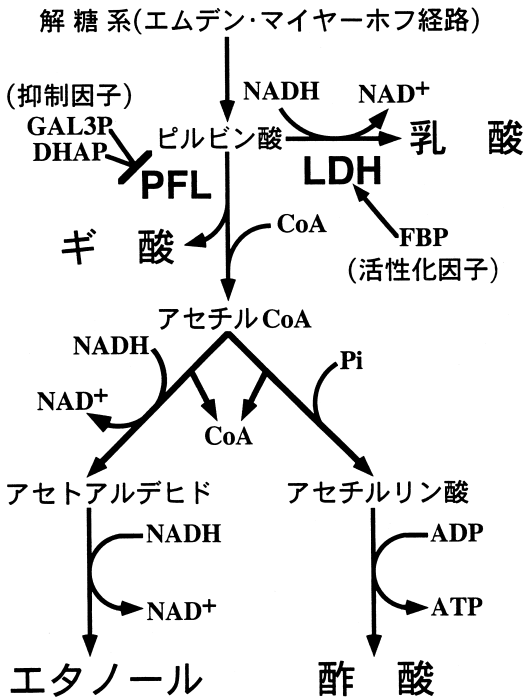 解糖系(エムデン・マイヤーホフ経路)
(抑制因子)
GAL3P
DHAP
NADH
NAD+
ピルビン酸
乳酸
PFL
LDH
ギ酸
CoA
FBP
(活性化因子)
アセチルCoA
NADH
Pi
NAD+
CoA
アセトアルデヒド
アセチルリン酸
NADH
ADP
NAD+
ATP
エタノール
酢酸